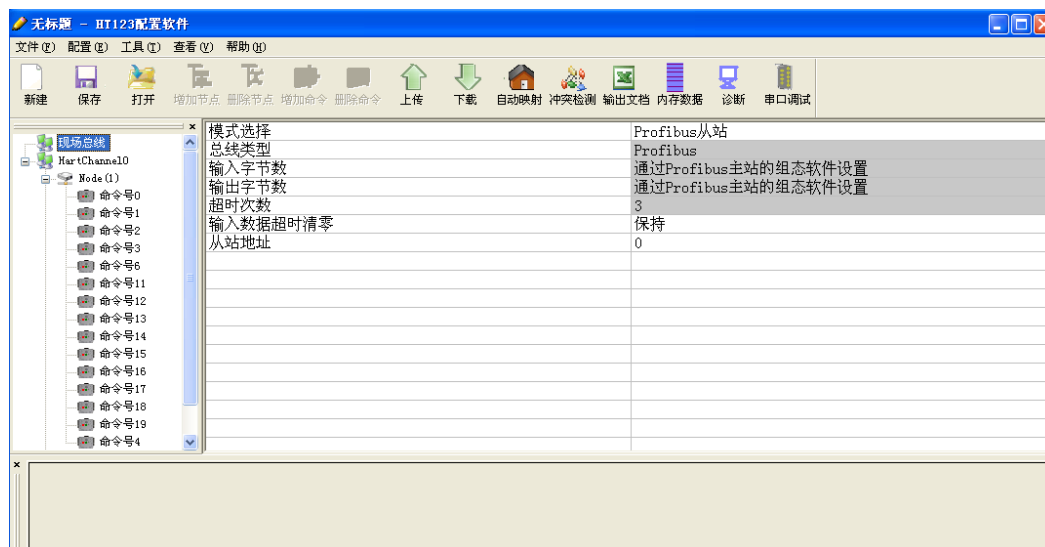 无标题 - HT123配置软件
文件(F) 配置(E) 工具(T) 查看(V) 帮助(H)
新建 保存 打开 增加节点 删除节点 增加命令 删除命令 上传 下载 自动映射 冲突检测 输出文档 内存数据 诊断 串口调试
现场总线
HartChannel0
Node(1)
命令号0
命令号1
命令号2
命令号3
命令号6
命令号11
命令号12
命令号13
命令号14
命令号15
命令号16
命令号17
命令号18
命令号19
命令号4
模式选择 Profibus从站
总线类型 Profibus
输入字节数 通过Profibus主站的组态软件设置
输出字节数 通过Profibus主站的组态软件设置
超时次数 3
输入数据超时清零 保持
从站地址 0